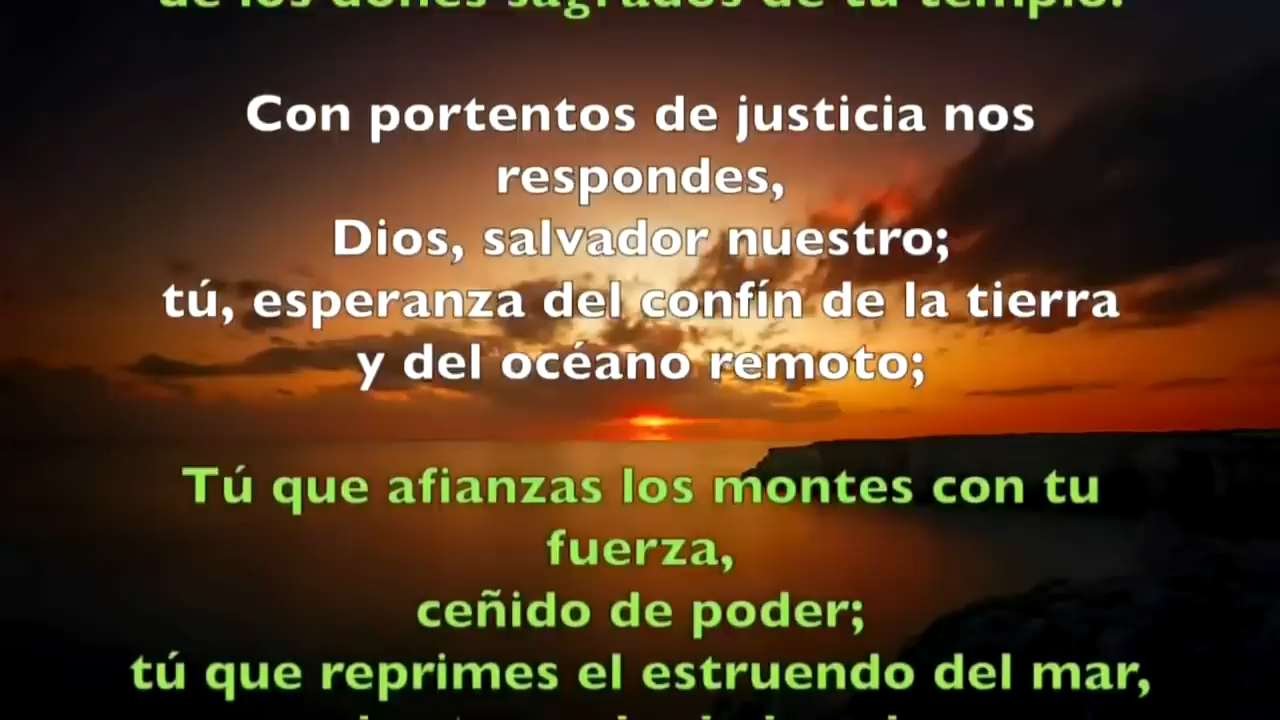 de los dones sagrados de tu templo.
Con portentos de justicia nos
respondes,
Dios, salvador nuestro;
tú, esperanza del confín de la tierra
y del océano remoto;
Tú que afianzas los montes con tu
fuerza,
ceñido de poder;
tú que reprimes el estruendo del mar,